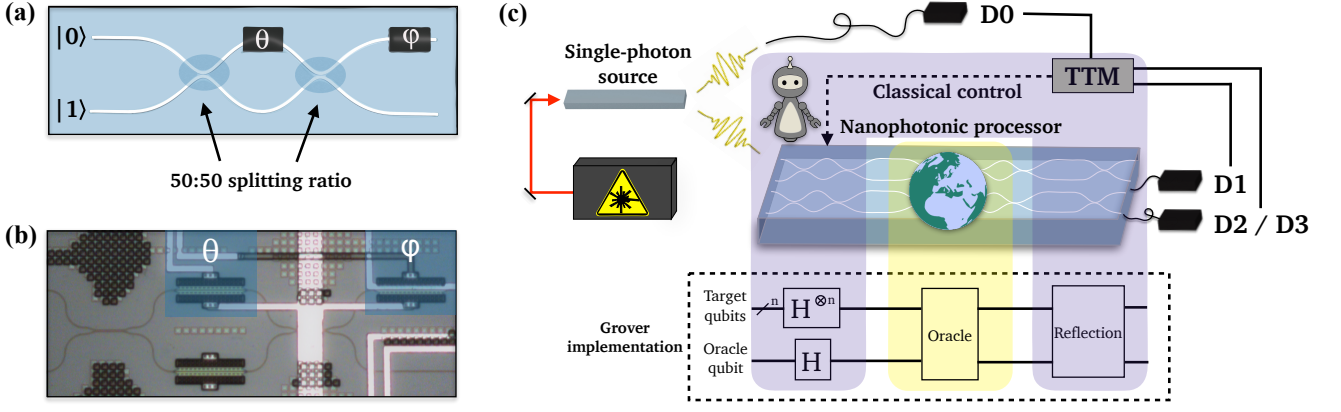 (a)
|0⟩
θ
φ
|1⟩
50:50 splitting ratio
(b)
θ
φ
(c)
D0
Single-photon
source
TTM
Classical control
Nanophotonic processor
D1
D2 / D3
Grover
implementation
Target
qubits
n
H⊗n
Oracle
Reflection
Oracle
qubit
H